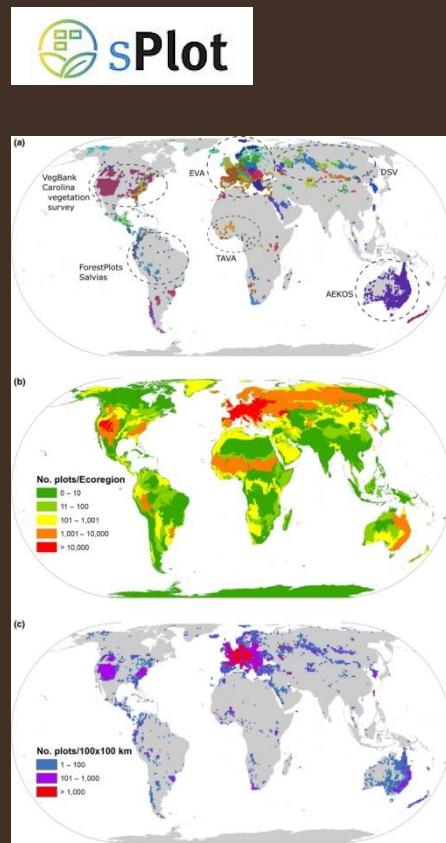 sPlot
(a)
EVA
DSV
VegBank
Carolina
vegetation
survey
ForestPlots
Salvias
TAVA
AEKOS
(b)
No. plots/Ecoregion
0 – 10
11 – 100
101 – 1,001
1,001 – 10,000
> 10,000
(c)
No. plots/100x100 km
1 – 100
101 – 1,000
> 1,000